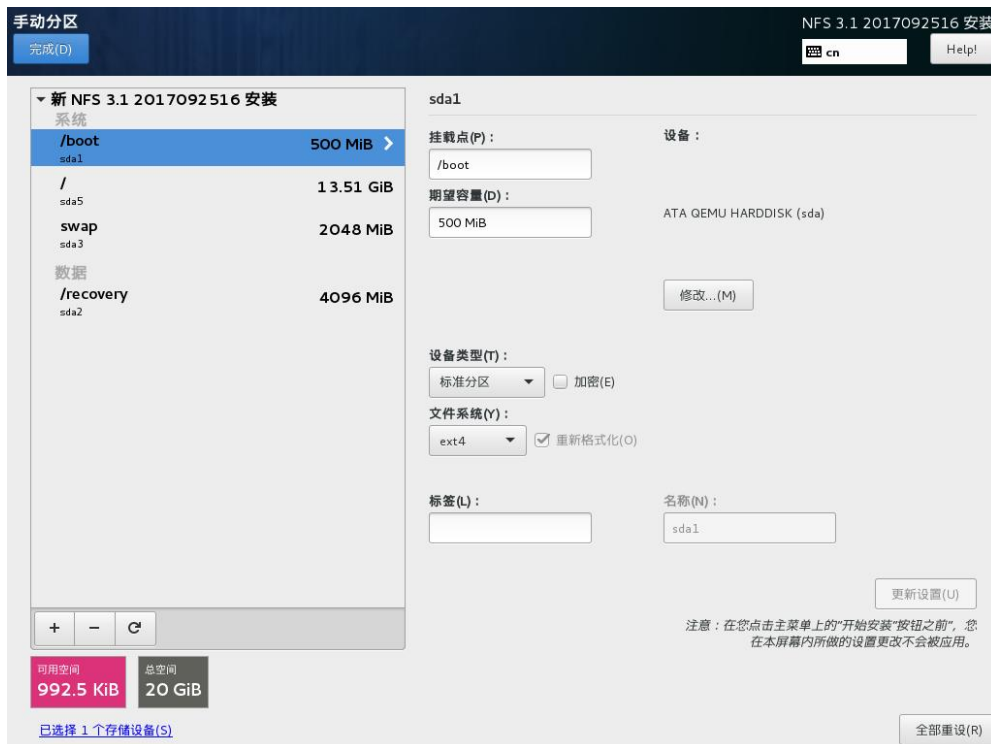 手动分区
NFS 3.1 2017092516 安装
完成(D)
cn
Help!
新 NFS 3.1 2017092516 安装
系统
/boot
500 MiB
sda1
/
13.51 GiB
sda5
swap
2048 MiB
sda3
数据
/recovery
4096 MiB
sda2
sda1
挂载点(P)：
设备：
/boot
期望容量(D)：
500 MiB
ATA QEMU HARDDISK (sda)
修改...(M)
设备类型(T)：
标准分区
加密(E)
文件系统(Y)：
ext4
重新格式化(O)
标签(L)：
名称(N)：
sda1
更新设置(U)
注意：在您点击主菜单上的"开始安装"按钮之前"，您
在本屏幕内所做的设置更改不会被应用。
可用空间
992.5 KiB
总空间
20 GiB
已选择 1 个存储设备(S)
全部重设(R)